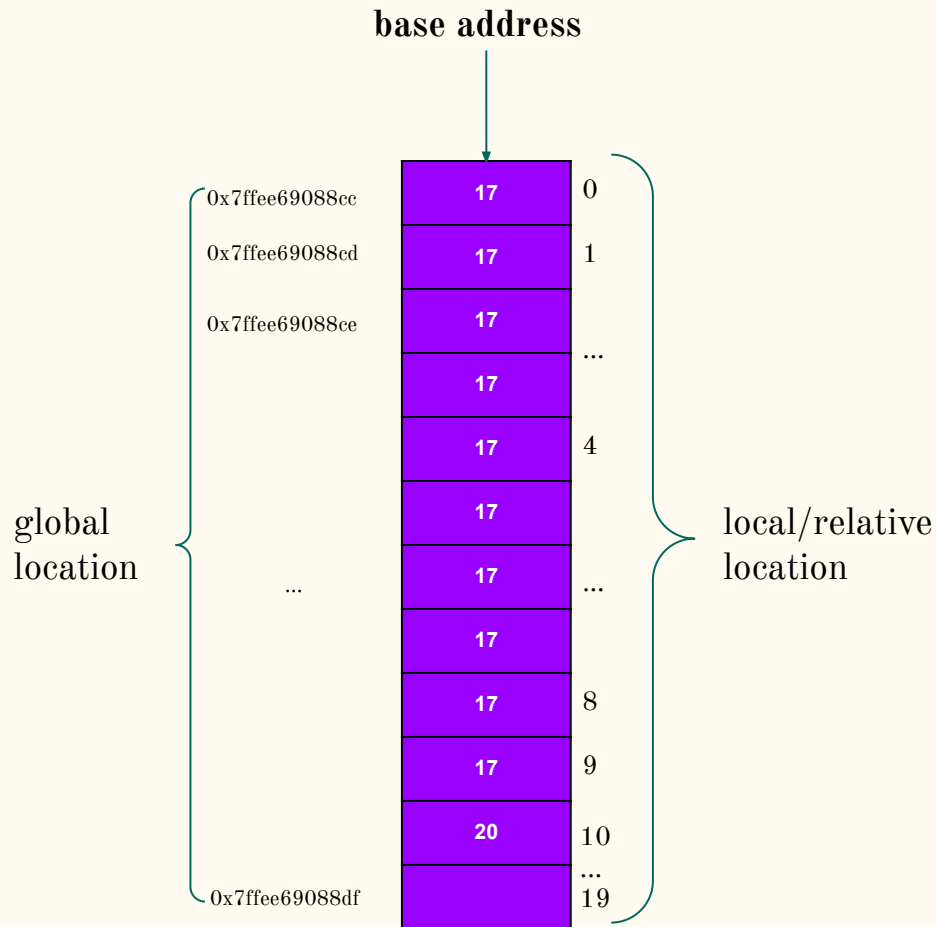 base address
0x7ffee69088cc 17 0
0x7ffee69088cd 17 1
0x7ffee69088ce 17
...
17
17 4
global location
17
local/relative location
... 17 ...
17
17 8
17 9
20 10
...
0x7ffee69088df 19